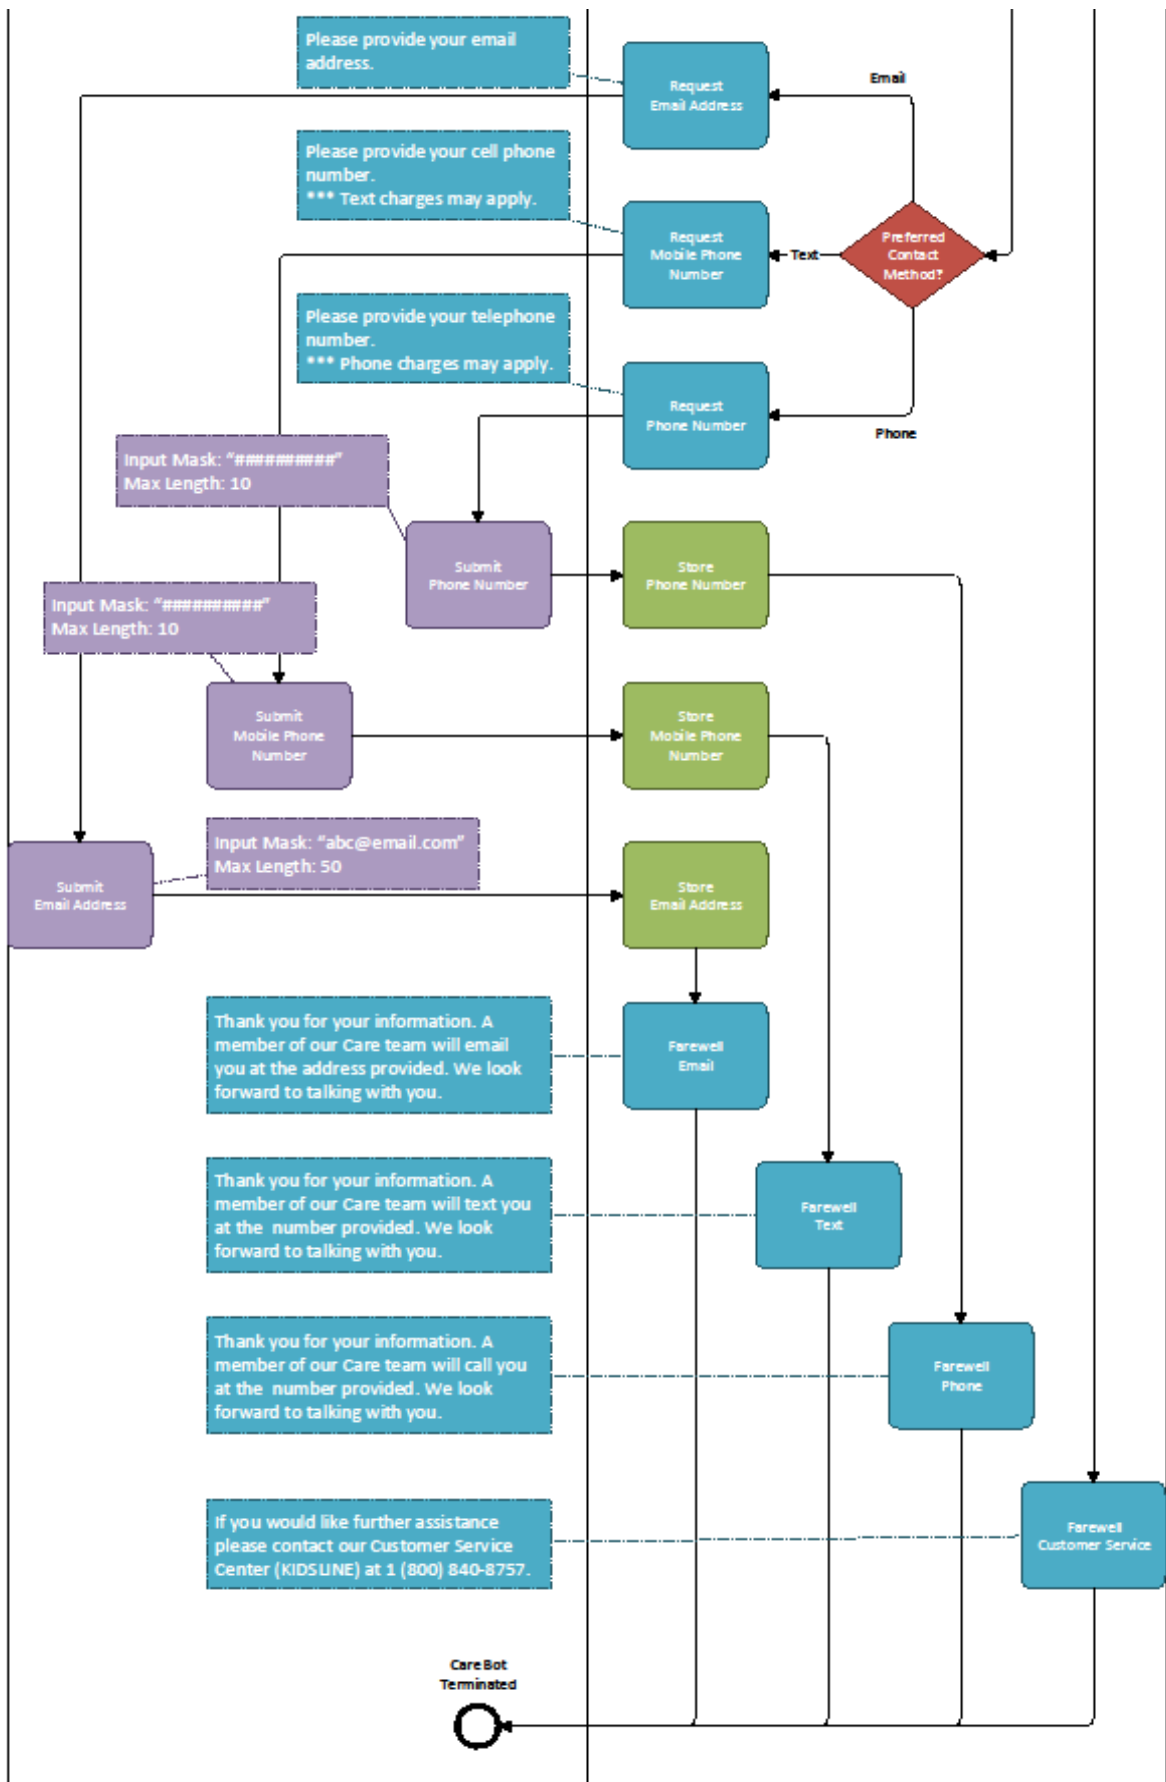 Please provide your email
address.
Request
Email Address
Email
Please provide your cell phone
number.
*** Text charges may apply.
Request
Mobile Phone
Number
Text
Preferred
Contact
Method?
Please provide your telephone
number.
*** Phone charges may apply.
Request
Phone Number
Phone
Input Mask: “##########”
Max Length: 10
Submit
Phone Number
Store
Phone Number
Input Mask: “##########”
Max Length: 10
Submit
Mobile Phone
Number
Store
Mobile Phone
Number
Input Mask: “abc@email.com”
Max Length: 50
Submit
Email Address
Store
Email Address
Thank you for your information. A
member of our Care team will email
you at the address provided. We look
forward to talking with you.
Farewell
Email
Thank you for your information. A
member of our Care team will text you
at the  number provided. We look
forward to talking with you.
Farewell
Text
Thank you for your information. A
member of our Care team will call you
at the  number provided. We look
forward to talking with you.
Farewell
Phone
If you would like further assistance
please contact our Customer Service
Center (KIDSLINE) at 1 (800) 840-8757.
Farewell
Customer Service
Care Bot
Terminated